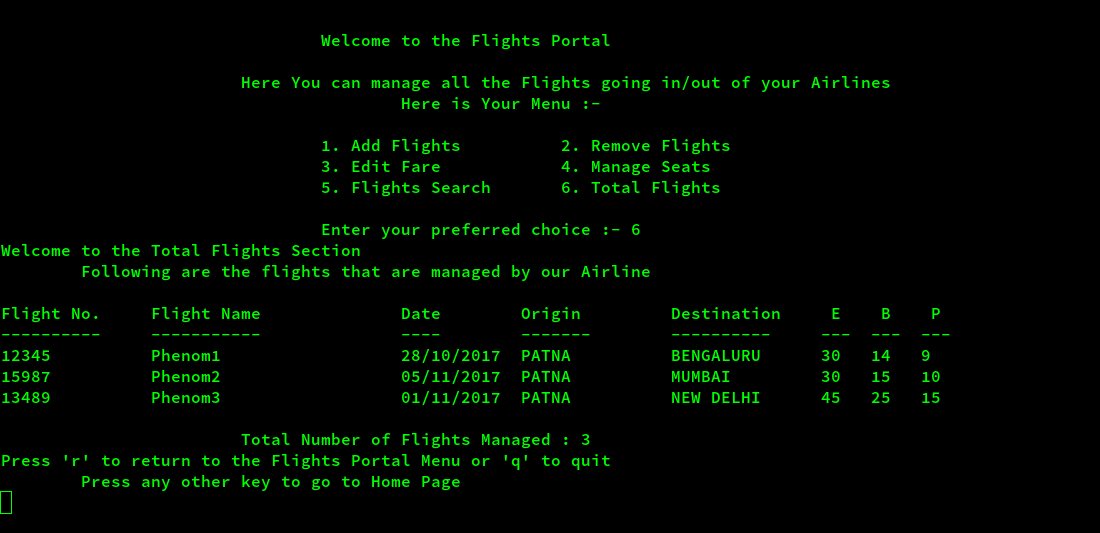 Welcome to the Flights Portal
Here You can manage all the Flights going in/out of your Airlines
Here is Your Menu :-
1. Add Flights          2. Remove Flights
3. Edit Fare            4. Manage Seats
5. Flights Search       6. Total Flights
Enter your preferred choice :- 6
Welcome to the Total Flights Section
Following are the flights that are managed by our Airline
Flight No.     Flight Name              Date        Origin         Destination     E    B    P
----------     -----------              ----        -------        ----------     ---  ---  ---
12345          Phenom1                  28/10/2017  PATNA          BENGALURU      30   14   9
15987          Phenom2                  05/11/2017  PATNA          MUMBAI         30   15   10
13489          Phenom3                  01/11/2017  PATNA          NEW DELHI      45   25   15
Total Number of Flights Managed : 3
Press 'r' to return to the Flights Portal Menu or 'q' to quit
Press any other key to go to Home Page